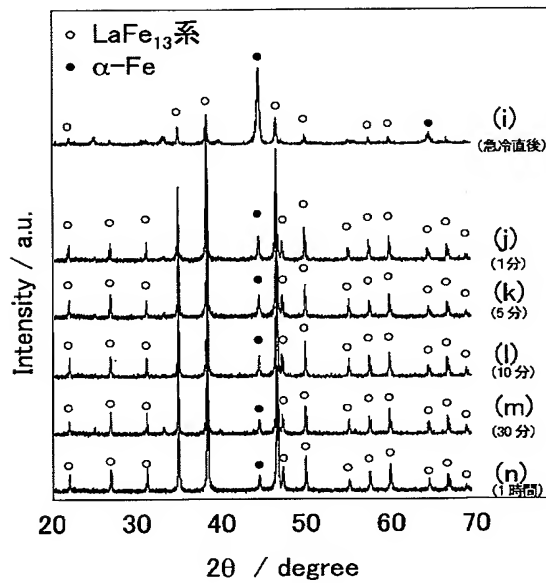 ○ LaFe13系
● α-Fe
(i)
(急冷直後)
(j)
(1分)
(k)
(5分)
(l)
(10分)
(m)
(30分)
(n)
(1時間)
Intensity / a.u.
20 30 40 50 60 70
2θ / degree